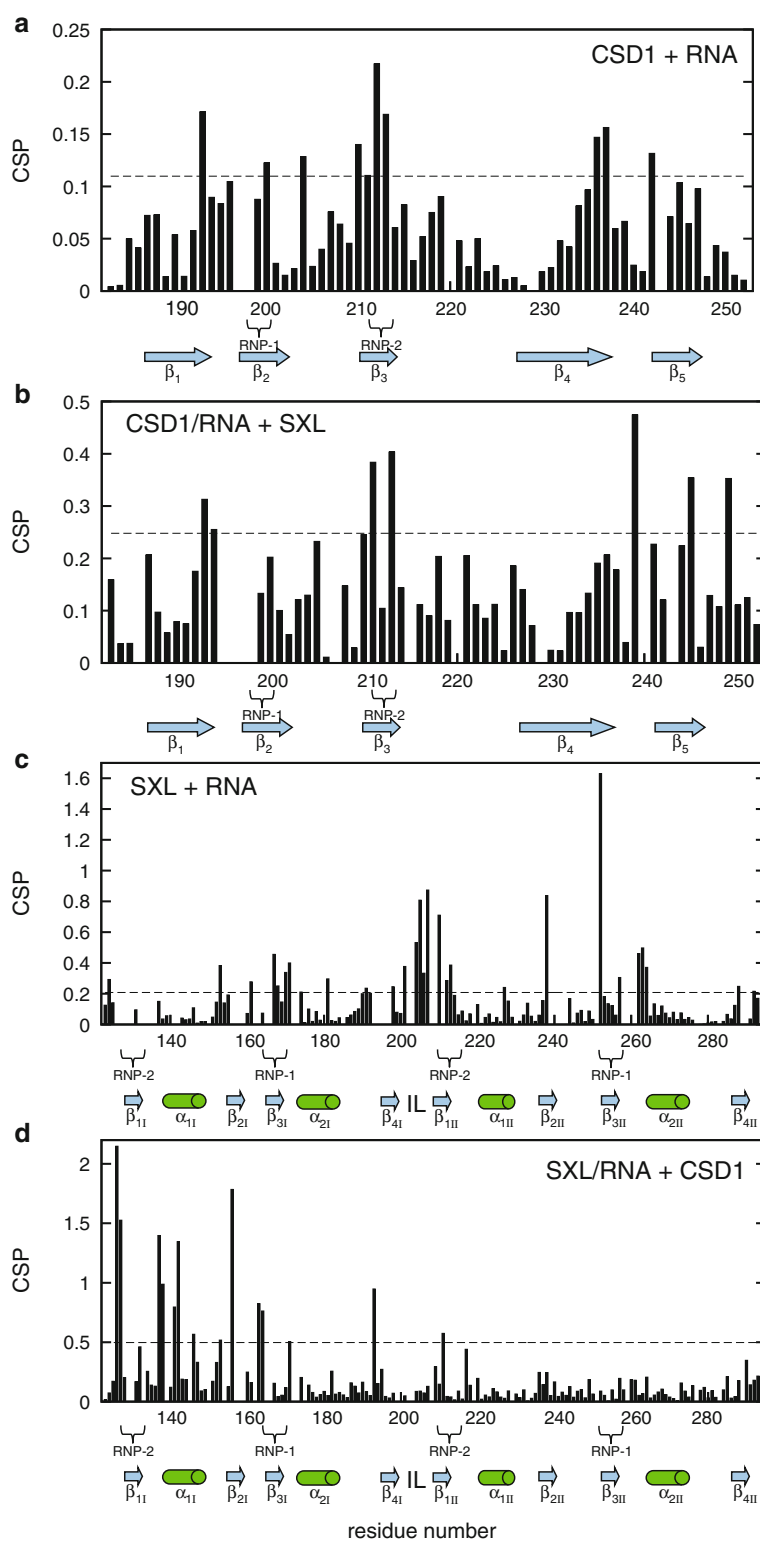 a
CSD1 + RNA
CSP
0.25
0.2
0.15
0.1
0.05
0
190 200 210 220 230 240 250
RNP-1 RNP-2
β1 β2 β3 β4 β5
b
CSD1/RNA + SXL
CSP
0.5
0.4
0.3
0.2
0.1
0
190 200 210 220 230 240 250
RNP-1 RNP-2
β1 β2 β3 β4 β5
c
SXL + RNA
CSP
1.6
1.4
1.2
1
0.8
0.6
0.4
0.2
0
140 160 180 200 220 240 260 280
RNP-2 RNP-1 RNP-2 RNP-1
β1I α1I β2I β3I α2I β4I IL β1II α1II β2II β3II α2II β4II
d
SXL/RNA + CSD1
CSP
2
1.5
1
0.5
0
140 160 180 200 220 240 260 280
RNP-2 RNP-1 RNP-2 RNP-1
β1I α1I β2I β3I α2I β4I IL β1II α1II β2II β3II α2II β4II
residue number